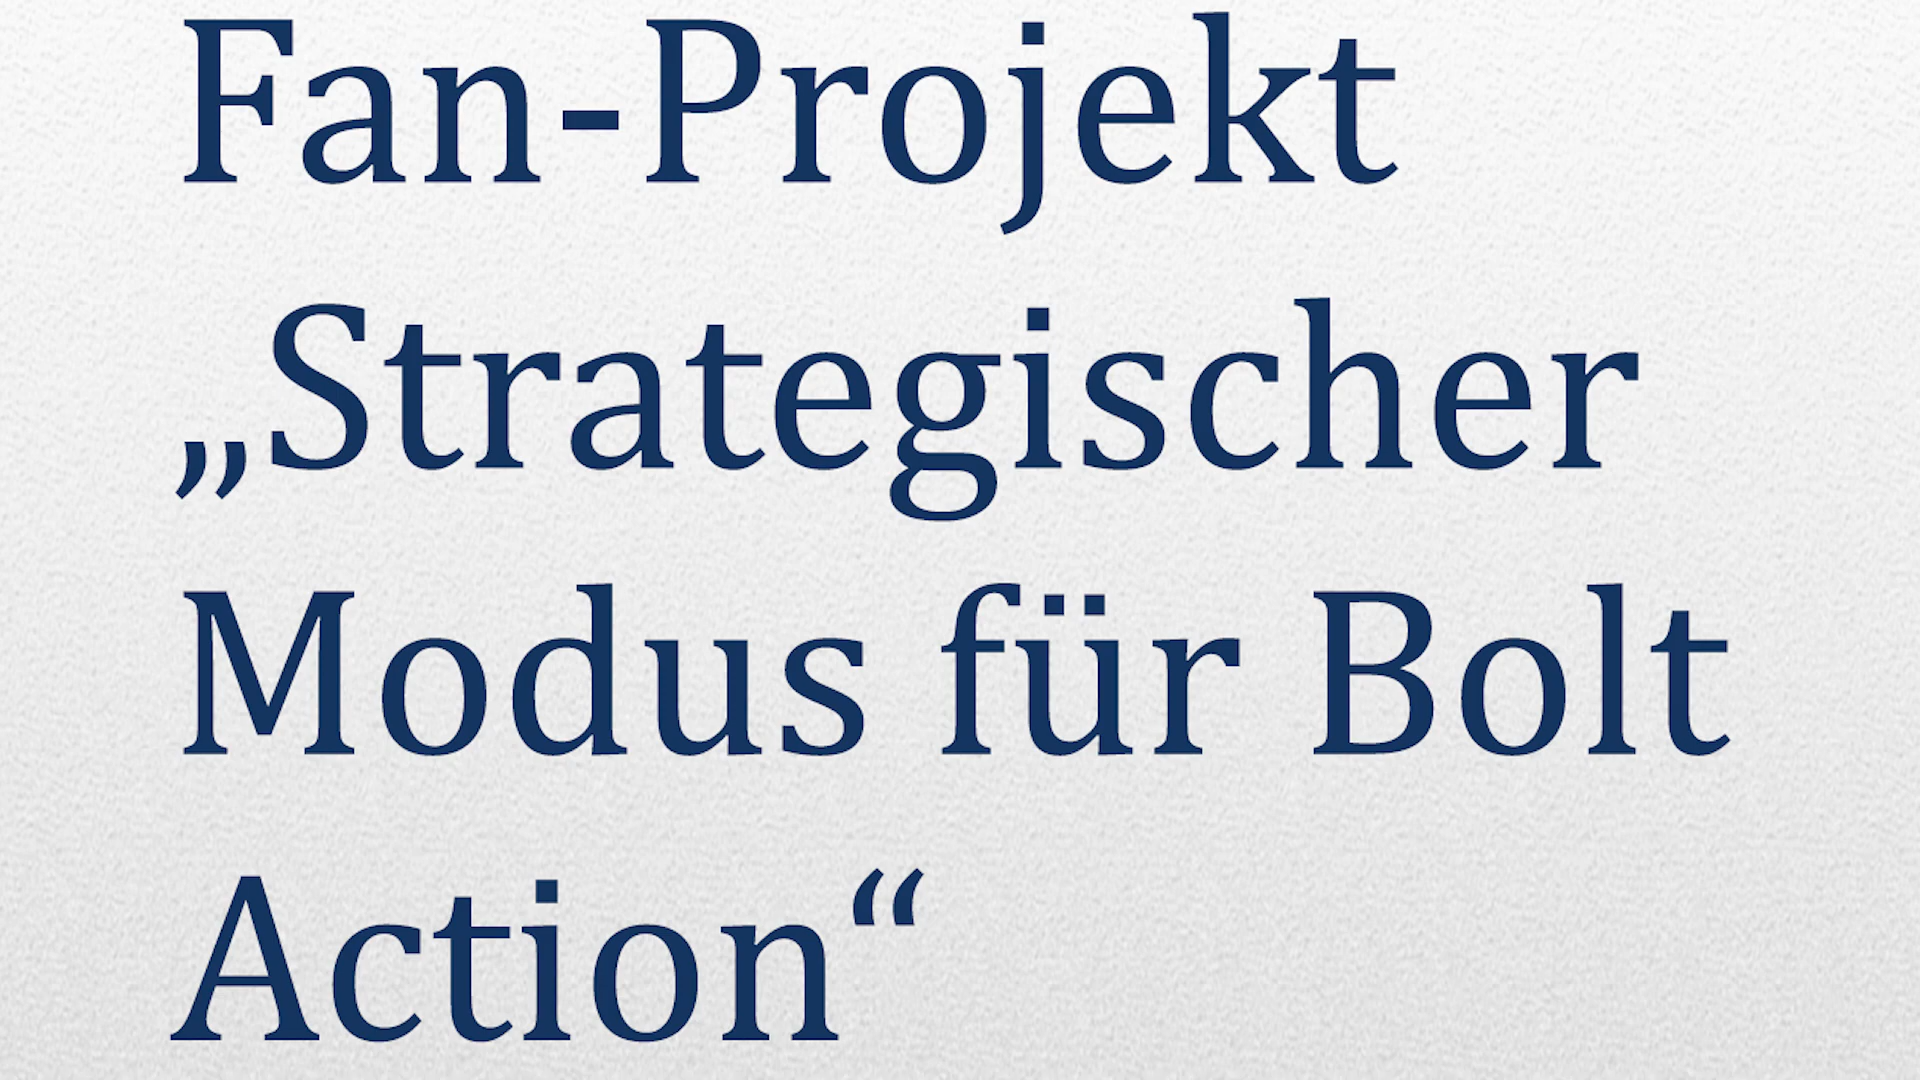 Fan-Projekt
„Strategischer
Modus für Bolt
Action“